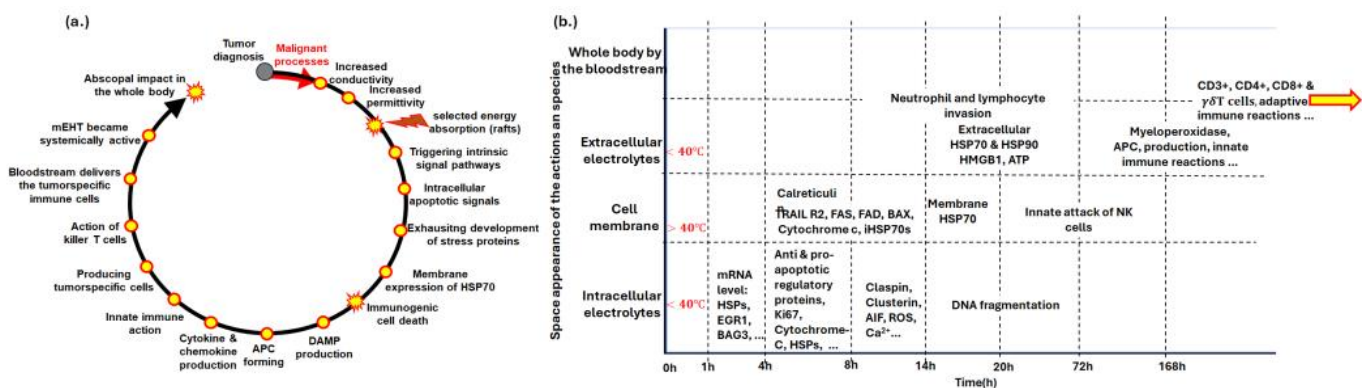 (a.)
Tumor
diagnosis
Malignant
processes
Increased
conductivity
Increased
permittivity
selected energy
absorption (rafts)
Triggering intrinsic
signal pathways
Intracellular
apoptotic signals
Exhausitng development
of stress proteins
Membrane
expression of HSP70
Immunogenic
cell death
DAMP
production
APC
forming
Cytokine &
chemokine
production
Innate immune
action
Producing
tumorspecific
cells
Action of
killer T cells
Bloodstream delivers
the tumorspecific
immune cells
mEHT became
systemically active
Abscopal impact in
the whole body
(b.)
Space appearance of the actions an species
Whole body by
the bloodstream
CD3+, CD4+, CD8+ &
γδT cells, adaptive
immune reactions ...
Neutrophil and lymphocyte
invasion
Extracellular
electrolytes
< 40℃
Extracellular
HSP70 & HSP90
HMGB1, ATP
Myeloperoxidase,
APC, production, innate
immune reactions ...
Cell
membrane
> 40℃
Calreticuli
n,
TRAIL R2, FAS, FAD, BAX,
Cytochrome c, iHSP70s
Membrane
HSP70
Innate attack of NK
cells
Intracellular
electrolytes
< 40℃
mRNA
level:
HSPs,
EGR1,
BAG3, ...
Anti & pro-
apoptotic
regulatory
proteins,
Ki67,
Cytochrome-
C, HSPs, ...
Claspin,
Clusterin,
AIF, ROS,
Ca²⁺...
DNA fragmentation
0h 1h 4h 8h 14h 20h 72h 168h
Time(h)